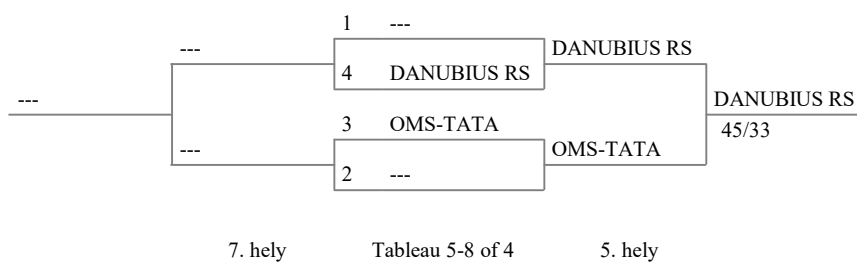 1 ---
--- DANUBIUS RS
4 DANUBIUS RS
--- DANUBIUS RS
3 OMS-TATA
45/33
--- OMS-TATA
2 ---
7. hely Tableau 5-8 of 4 5. hely